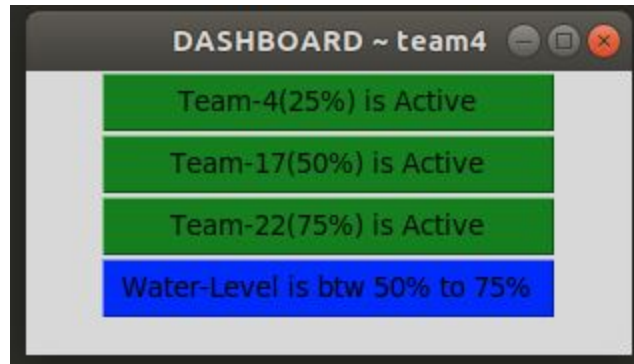 DASHBOARD ~ team4
Team-4(25%) is Active
Team-17(50%) is Active
Team-22(75%) is Active
Water-Level is btw 50% to 75%